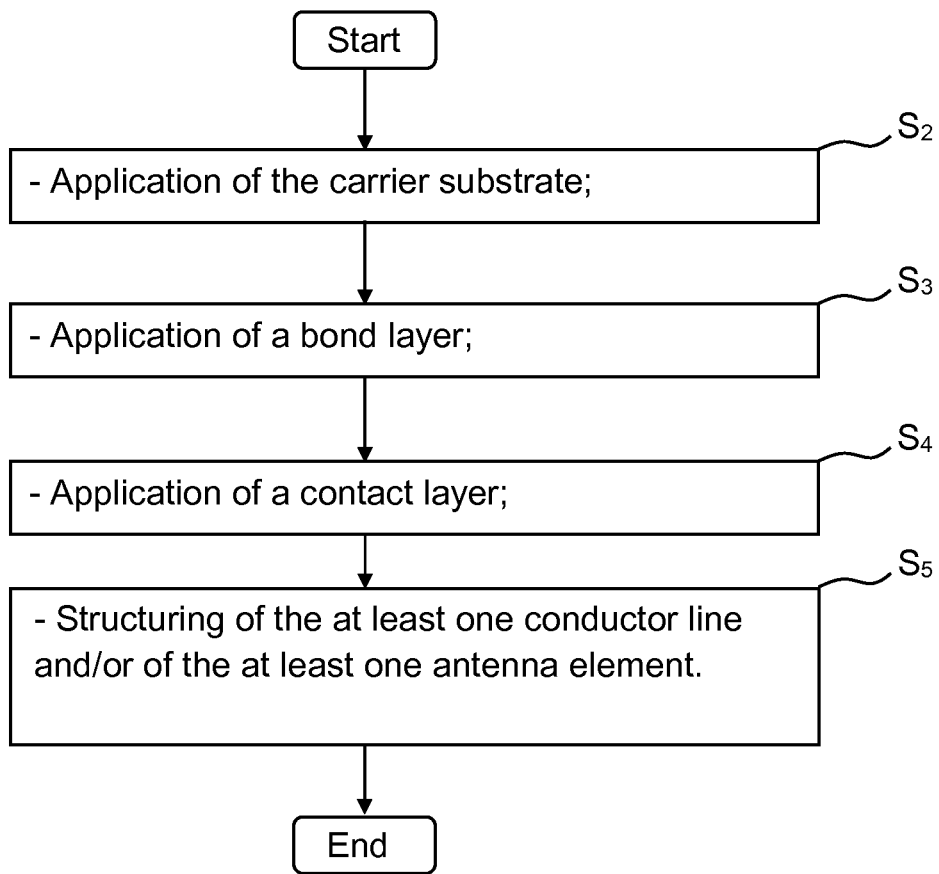 Start
S₂
- Application of the carrier substrate;
S₃
- Application of a bond layer;
S₄
- Application of a contact layer;
S₅
- Structuring of the at least one conductor line
and/or of the at least one antenna element.
End